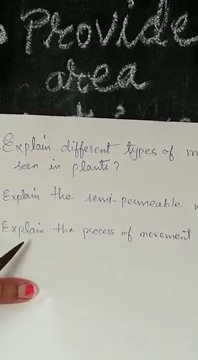 Provide
area
Explain different types of m
seen in plants?
Explain the semi-permeable
Explain the process of movement